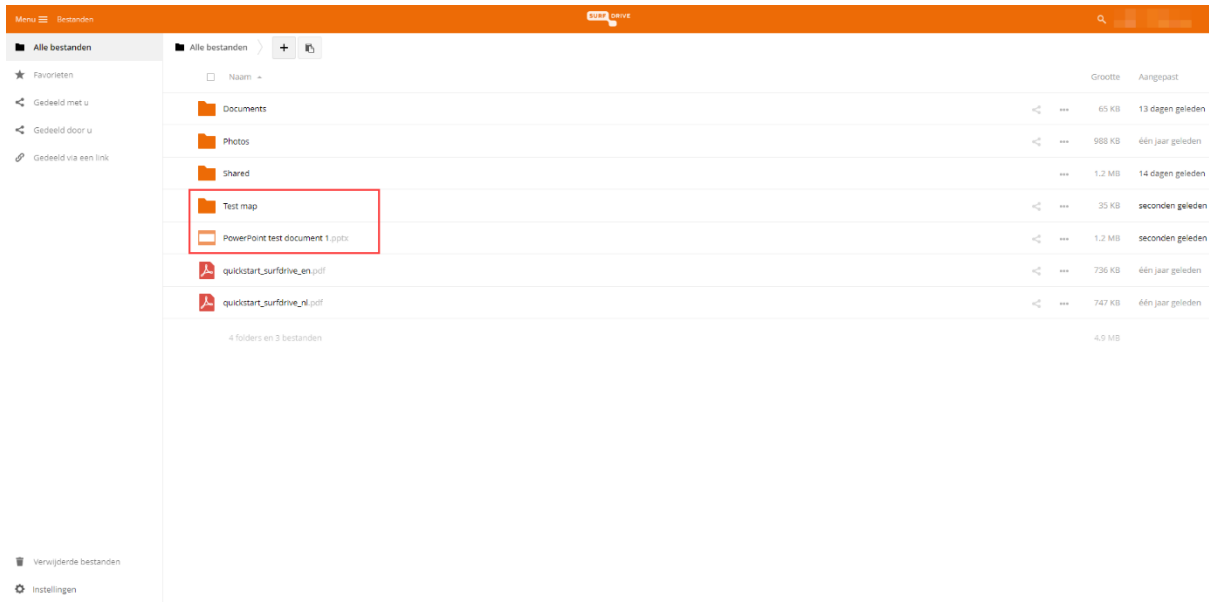 Menu Bestanden SURF DRIVE
Alle bestanden
Favorieten
Gedeeld met u
Gedeeld door u
Gedeeld via een link
Alle bestanden +
Naam Grootte Aangepast
Documents ... 65 KB 13 dagen geleden
Photos ... 988 KB één jaar geleden
Shared ... 1.2 MB 14 dagen geleden
Test map ... 35 KB seconden geleden
PowerPoint test document 1.pptx ... 1.2 MB seconden geleden
quickstart_surfdrive_en.pdf ... 736 KB één jaar geleden
quickstart_surfdrive_nl.pdf ... 747 KB één jaar geleden
4 folders en 3 bestanden 4.9 MB
Verwijderde bestanden
Instellingen